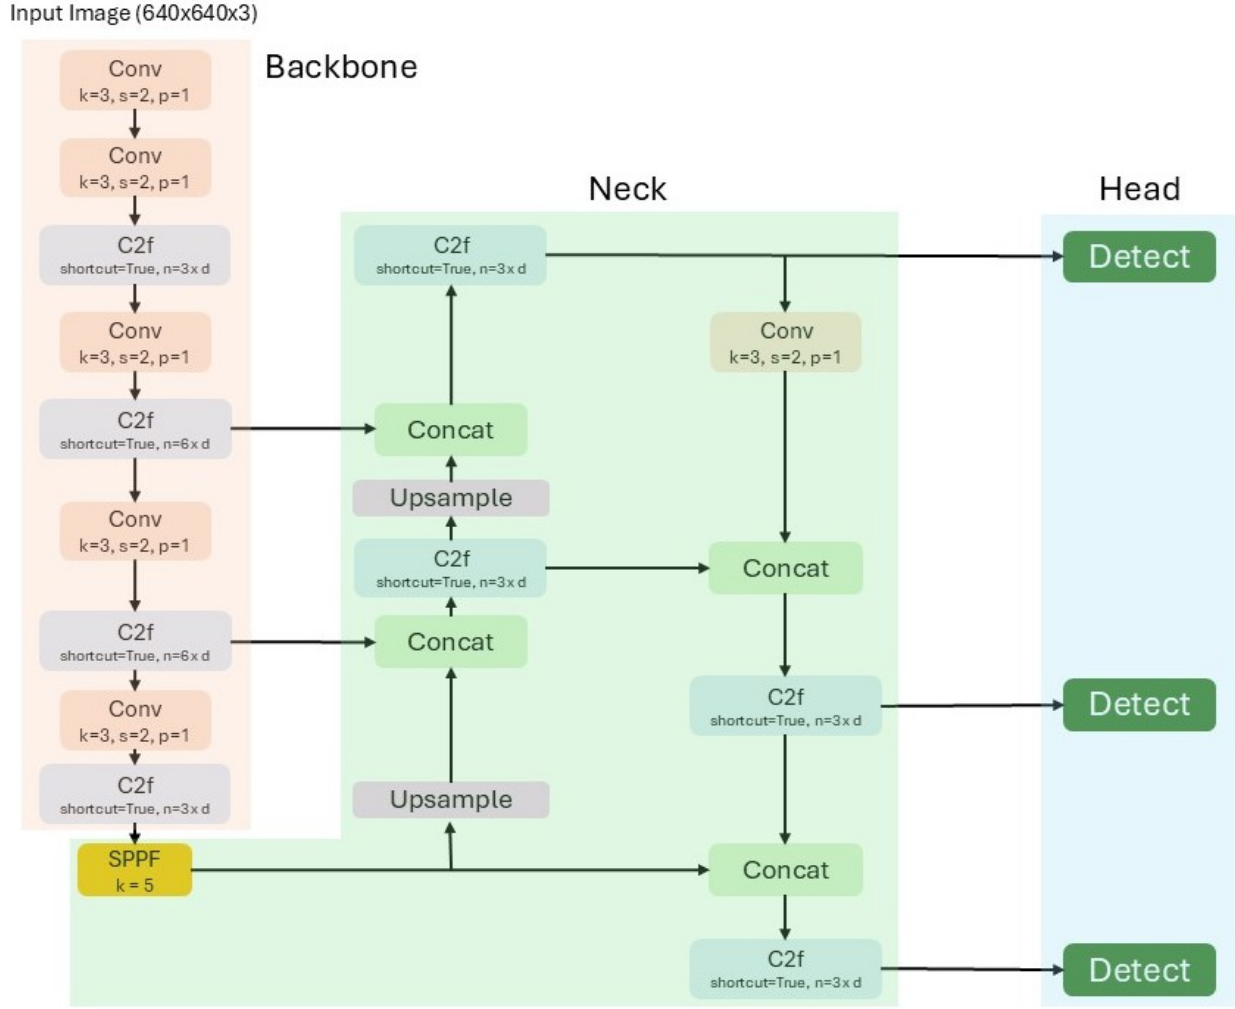 Input Image (640x640x3)
Backbone
Conv
k=3, s=2, p=1
Conv
k=3, s=2, p=1
C2f
shortcut=True, n=3x d
Conv
k=3, s=2, p=1
C2f
shortcut=True, n=6x d
Conv
k=3, s=2, p=1
C2f
shortcut=True, n=6x d
Conv
k=3, s=2, p=1
C2f
shortcut=True, n=3x d
SPPF
k = 5
Neck
C2f
shortcut=True, n=3x d
Concat
Upsample
C2f
shortcut=True, n=3x d
Concat
Upsample
Conv
k=3, s=2, p=1
Concat
C2f
shortcut=True, n=3x d
Concat
C2f
shortcut=True, n=3x d
Head
Detect
Detect
Detect